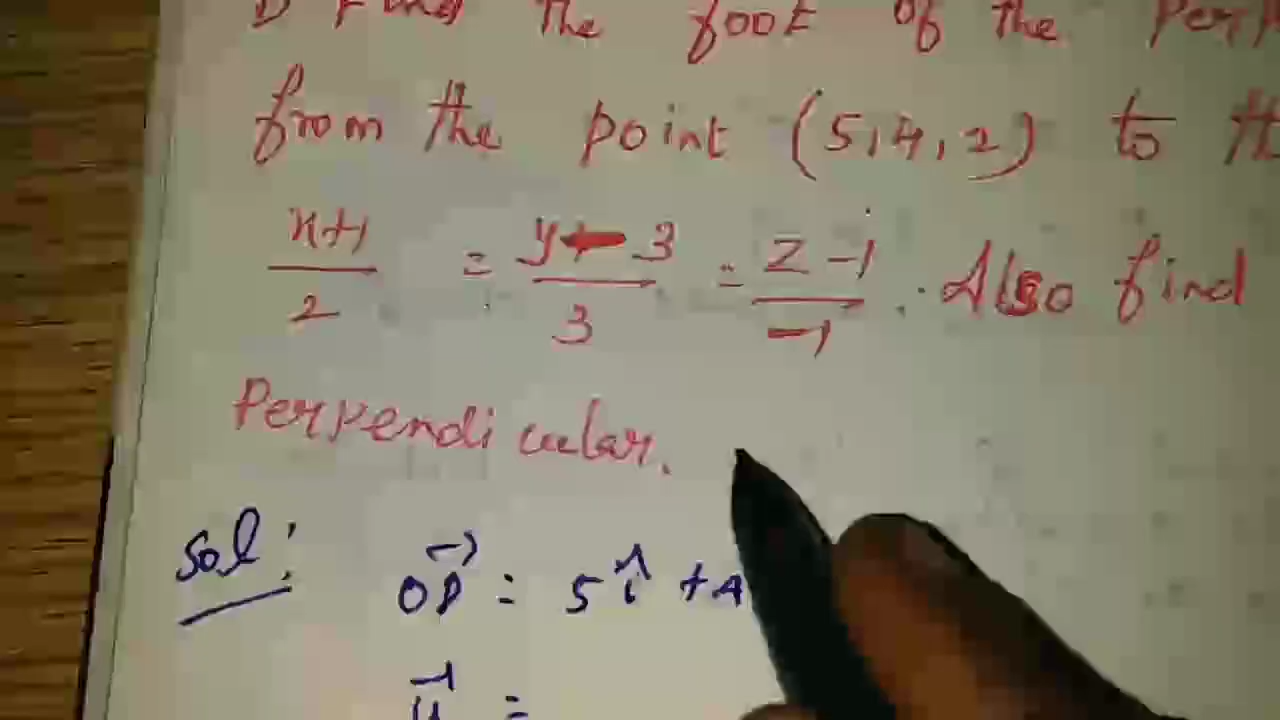 Find the foot of the
from the point (5,4,2) to
x+1/2 = y-3/3 = z-1/-1. Also find
Perpendicular.
Sol:
OP = 5î + 4
=